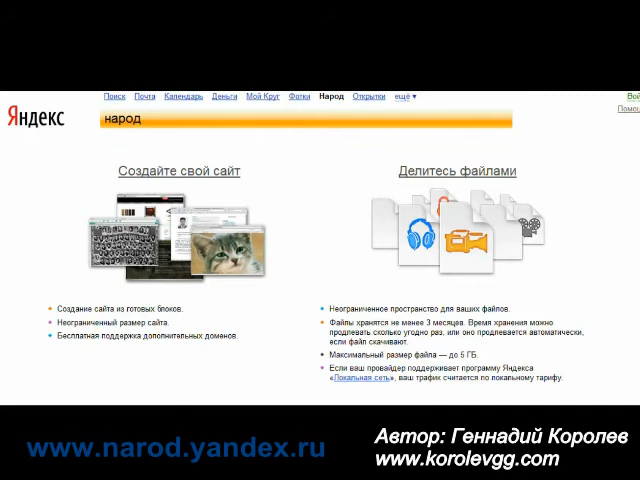 Поиск Почта Календарь Деньги Мой Круг Фотки Народ Открытки ещё ▼
Вой
Яндекс
народ
Помощ
Создайте свой сайт
Делитесь файлами
Создание сайта из готовых блоков.
Неограниченный размер сайта.
Бесплатная поддержка дополнительных доменов.
Неограниченное пространство для ваших файлов.
Файлы хранятся не менее 3 месяцев. Время хранения можно
продлевать сколько угодно раз, или оно продлевается автоматически,
если файл скачивают.
Максимальный размер файла — до 5 ГБ.
Если ваш провайдер поддерживает программу Яндекса
«Локальная сеть», ваш трафик считается по локальному тарифу.
www.narod.yandex.ru
Автор: Геннадий Королев
www.korolevgg.com